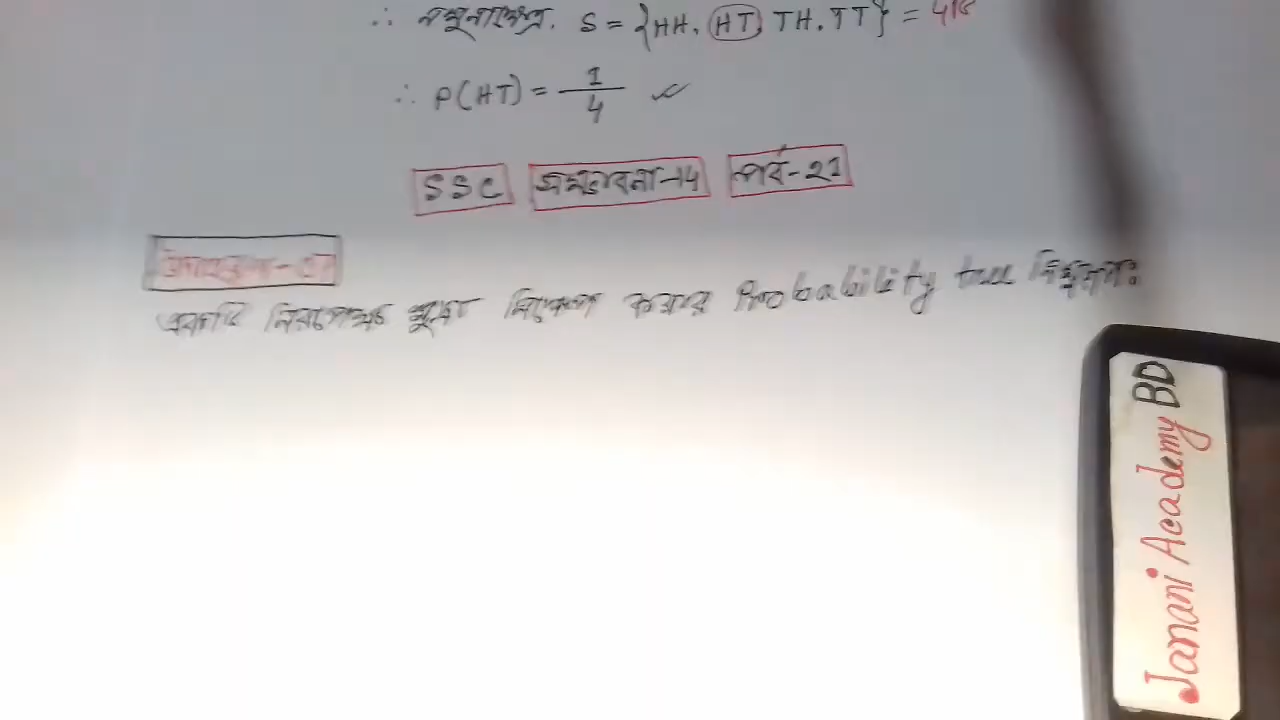 ∴ নমুনাক্ষেত্র. S = {HH, HT, TH, TT} = 4টি
∴ P(HT) = 1/4 ✓
SSC সম্ভাবনা-14 পর্ব-21
একটি নিরপেক্ষ মুদ্রা নিক্ষেপ করার Probability tree
Janani Academy BD